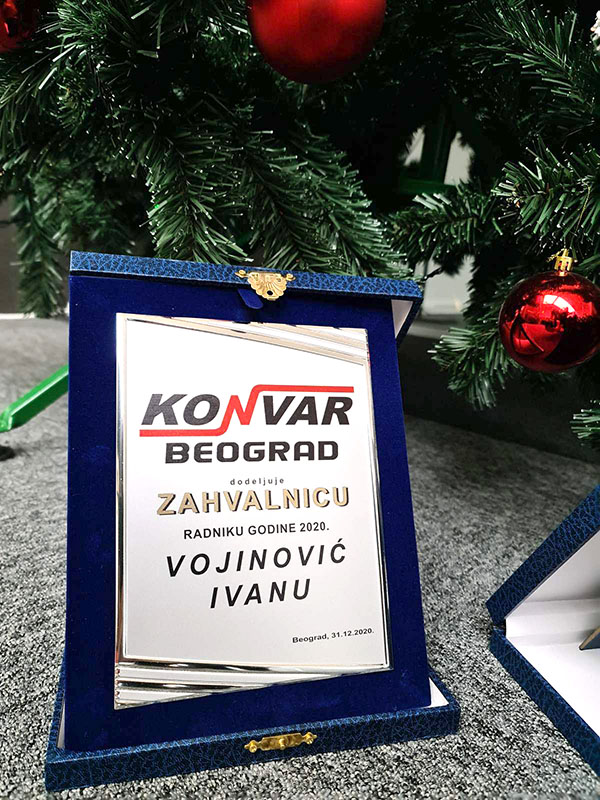 KONVAR
BEOGRAD
dodeljuje
ZAHVALNICU
RADNIKU GODINE 2020.
VOJINOVIĆ
IVANU
Beograd, 31.12.2020.